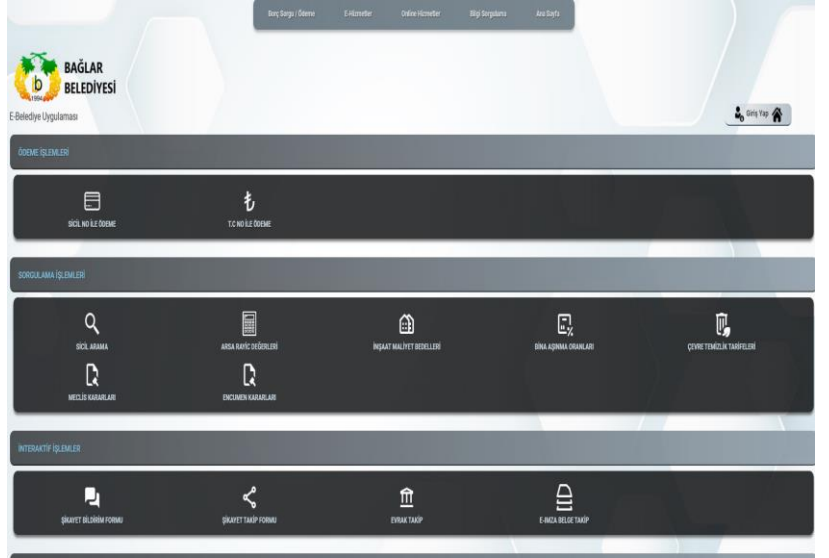 Borç Sorgu / Ödeme E-Hizmetler Online Hizmetler Bilgi Sorgulama Ana Sayfa
BAĞLAR
BELEDİYESİ
b
1994
E-Belediye Uygulaması
Giriş Yap
ÖDEME İŞLEMLERİ
SİCİL NO İLE ÖDEME T.C NO İLE ÖDEME
SORGULAMA İŞLEMLERİ
SİCİL ARAMA ARSA RAYİC DEĞERLERİ İNŞAAT MALİYET BEDELLERİ BİNA AŞINMA ORANLARI ÇEVRE TEMİZLİK TARİFELERİ
MECLİS KARARLARI ENCUMEN KARARLARI
İNTERAKTİF İŞLEMLER
ŞİKAYET BİLDİRİM FORMU ŞİKAYET TAKİP FORMU EVRAK TAKİP E-İMZA BELGE TAKİP